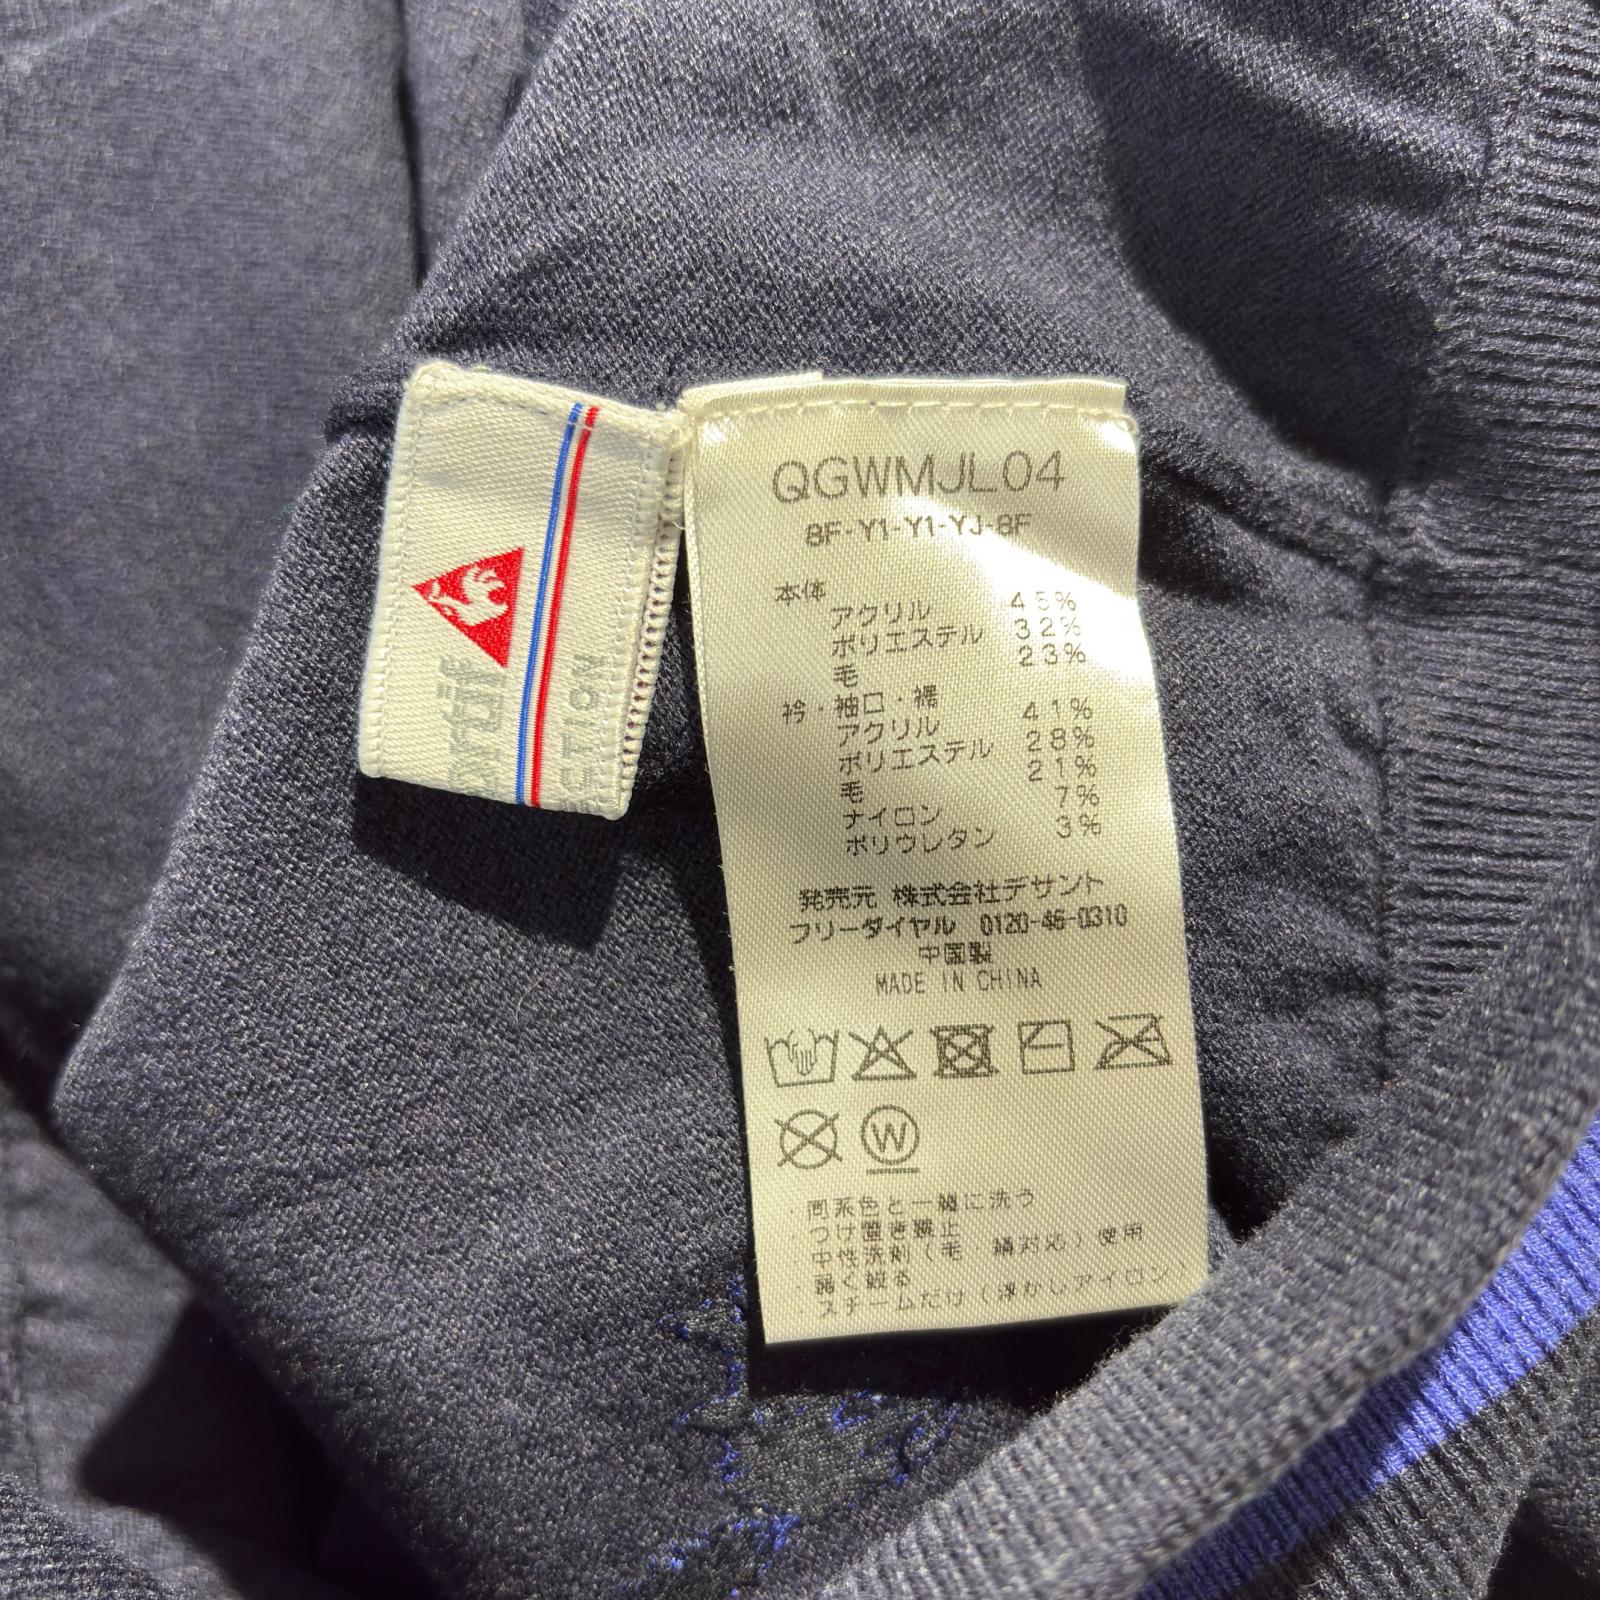 QGWMJL04
8F-Y1-Y1-YJ-8F
本体
アクリル 45%
ポリエステル 32%
毛 23%
衿・袖口・裾
アクリル 41%
ポリエステル 28%
毛 21%
ナイロン 7%
ポリウレタン 3%
発売元 株式会社デサント
フリーダイヤル 0120-46-0310
中国製
MADE IN CHINA
W
・同系色と一緒に洗う
・つけ置き禁止
・中性洗剤(毛・絹対応)使用
・弱く絞る
・スチームだけ(浮かしアイロン)